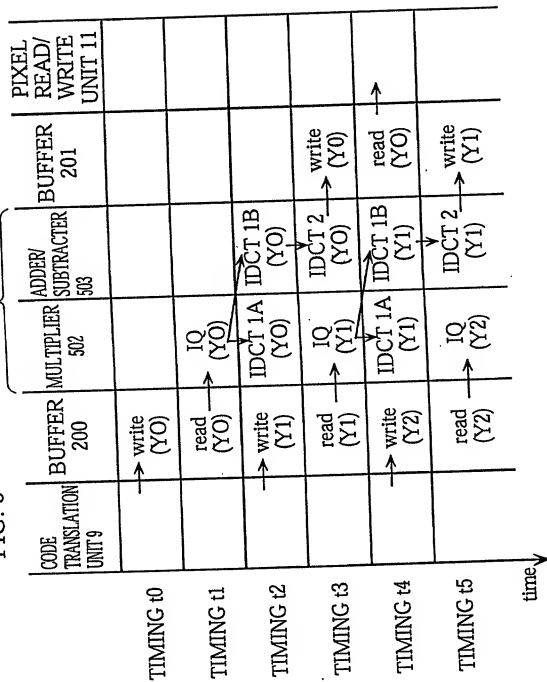 FIG.
CODE
TRANSLATION
UNIT 9
BUFFER
200
MULTIPLIER
502
ADDER/
SUBTRACTER
503
BUFFER
201
PIXEL
READ/
WRITE
UNIT 11
TIMING t0
write
(Y0)
TIMING t1
read
(Y0)
IQ
(Y0)
TIMING t2
write
(Y1)
IDCT 1A
(Y0)
IDCT 1B
(Y0)
TIMING t3
read
(Y1)
IQ
(Y1)
IDCT 2
(Y0)
write
(Y0)
TIMING t4
write
(Y2)
IDCT 1A
(Y1)
IDCT 1B
(Y1)
read
(Y0)
TIMING t5
read
(Y2)
IQ
(Y2)
IDCT 2
(Y1)
write
(Y1)
time